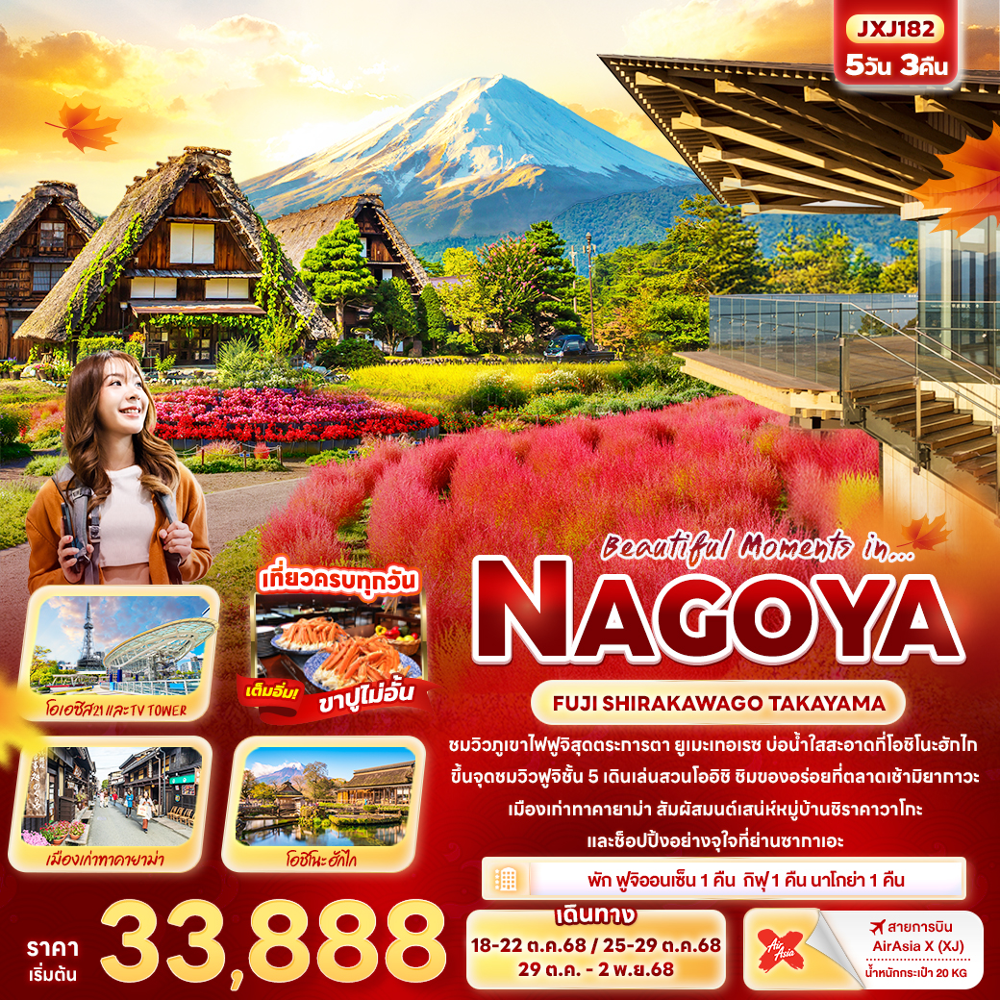 JXJ182
5วัน 3คืน
Beautiful Moments in...
NAGOYA
FUJI SHIRAKAWAGO TAKAYAMA
เที่ยวครบทุกวัน
เต็มอิ่ม! ขาปูไม่อั้น
โอเอซิส21 และTV TOWER
เมืองเก่าทาคายาม่า
โอชิโนะฮักไก
ชมวิวภูเขาไฟฟูจิสุดตระการตา ยูเมะเทอเรซ บ่อน้ำใสสะอาดที่โอชิโนะฮักไก
ขึ้นจุดชมวิวฟูจิชั้น 5 เดินเล่นสวนโออิชิ ชิมของอร่อยที่ตลาดเช้ามิยากาวะ
เมืองเก่าทาคายาม่า สัมผัสมนต์เสน่ห์หมู่บ้านชิราคาวาโกะ
และช็อปปิ้งอย่างจุใจที่ย่านซากาเอะ
พัก ฟูจิออนเซ็น 1 คืน กิฟุ 1 คืน นาโกย่า 1 คืน
ราคา
เริ่มต้น
33,888
เดินทาง
18-22 ต.ค.68 / 25-29 ต.ค.68
29 ต.ค. - 2 พ.ย.68
Air
Asia
X
สายการบิน
AirAsia X (XJ)
น้ำหนักกระเป๋า 20 KG